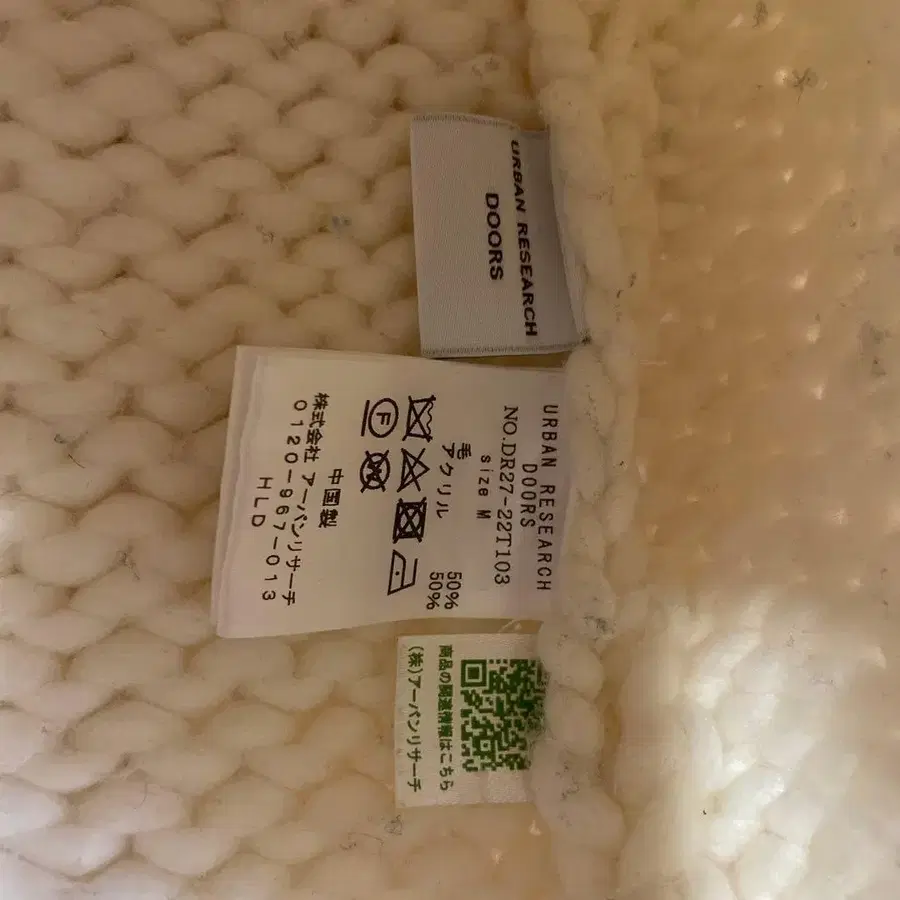 URBAN RESEARCH
DOORS
URBAN RESEARCH
DOORS
NO.DR27-22T103
size M
毛 50%
アクリル 50%
F
W
中国製
株式会社 アーバンリサーチ
0120-967-013
HLD
商品の関連情報はこちら
(株)アーバンリサーチ